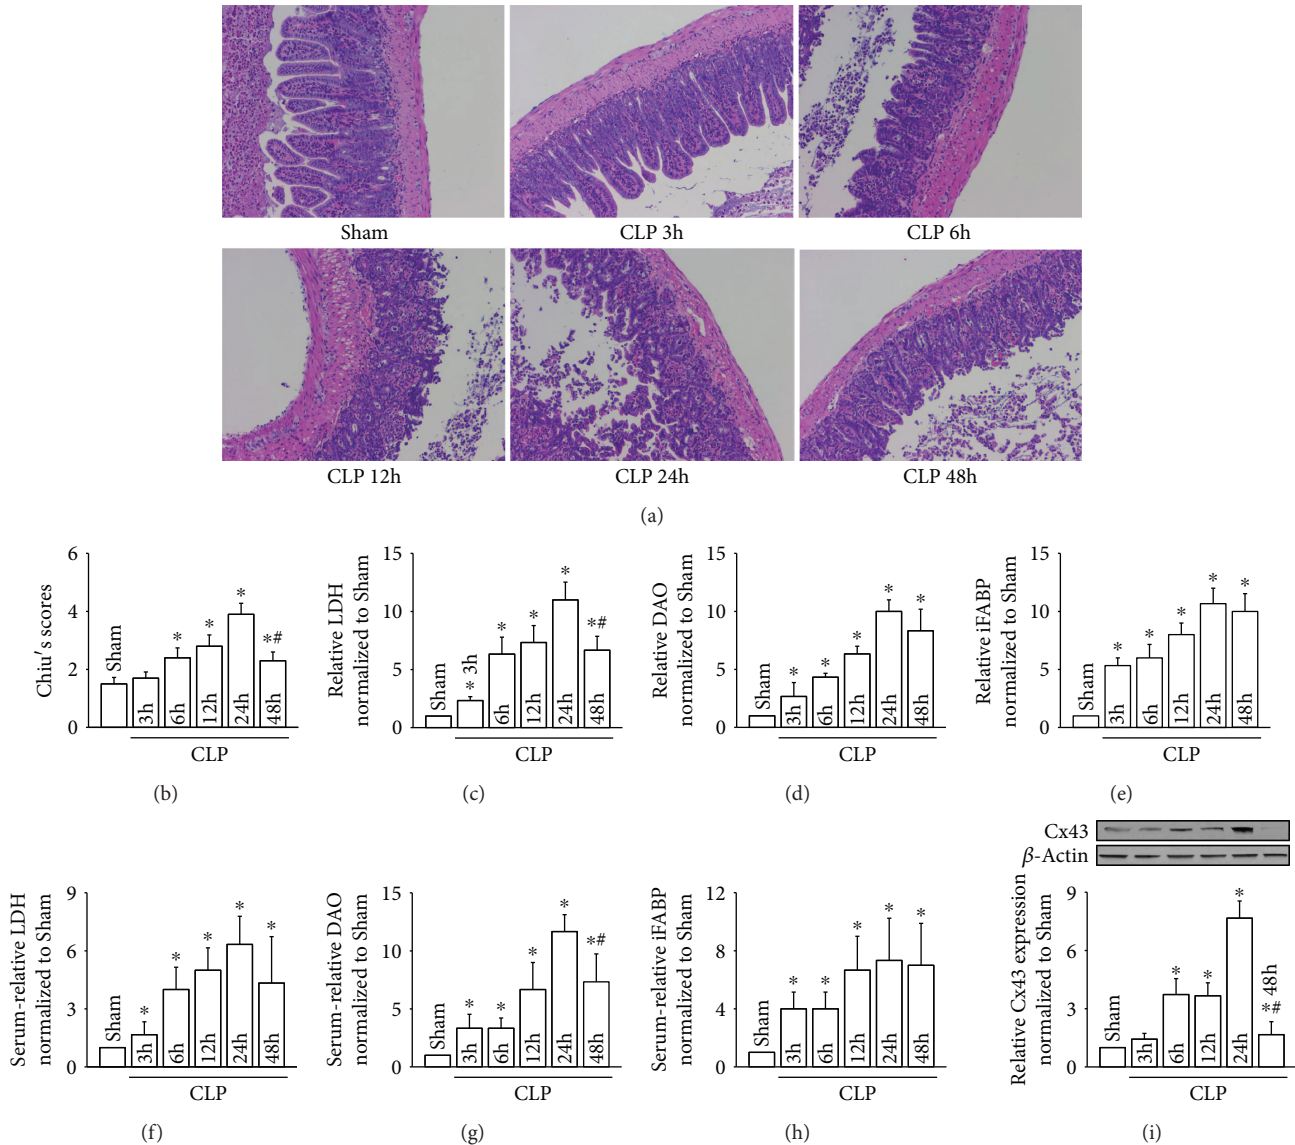 Sham
CLP 3h
CLP 6h
CLP 12h
CLP 24h
CLP 48h
(a)
Chiu's scores
6
4
2
0
Sham
3h
*
6h
*
12h
*
24h
*#
48h
CLP
(b)
Relative LDH
normalized to Sham
15
10
5
0
Sham
* 3h
*
6h
*
12h
*
24h
*#
48h
CLP
(c)
Relative DAO
normalized to Sham
15
10
5
0
Sham
*
3h
*
6h
*
12h
*
24h
*
48h
CLP
(d)
Relative iFABP
normalized to Sham
15
10
5
0
Sham
*
3h
*
6h
*
12h
*
24h
*
48h
CLP
(e)
Serum-relative LDH
normalized to Sham
9
6
3
0
Sham
*
3h
*
6h
*
12h
*
24h
*
48h
CLP
(f)
Serum-relative DAO
normalized to Sham
15
10
5
0
Sham
*
3h
*
6h
*
12h
*
24h
*#
48h
CLP
(g)
Serum-relative iFABP
normalized to Sham
12
8
4
0
Sham
*
3h
*
6h
*
12h
*
24h
*
48h
CLP
(h)
Cx43
β-Actin
Relative Cx43 expression
normalized to Sham
9
6
3
0
Sham
3h
*
6h
*
12h
*
24h
48h
*#
CLP
(i)